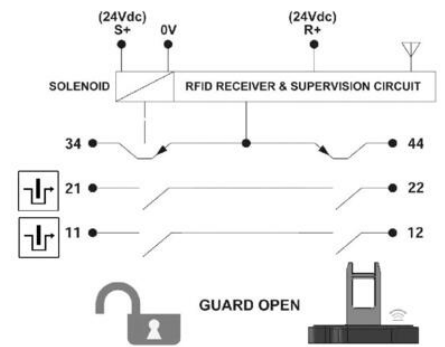 (24Vdc) (24Vdc)
S+ 0V R+
SOLENOID RFiD RECEIVER & SUPERVISION CIRCUIT
34 44
21 22
11 12
GUARD OPEN